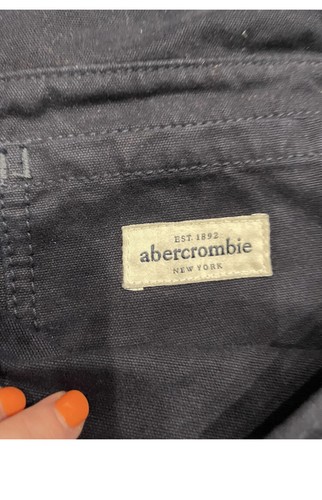 EST. 1892
abercrombie
NEW YORK